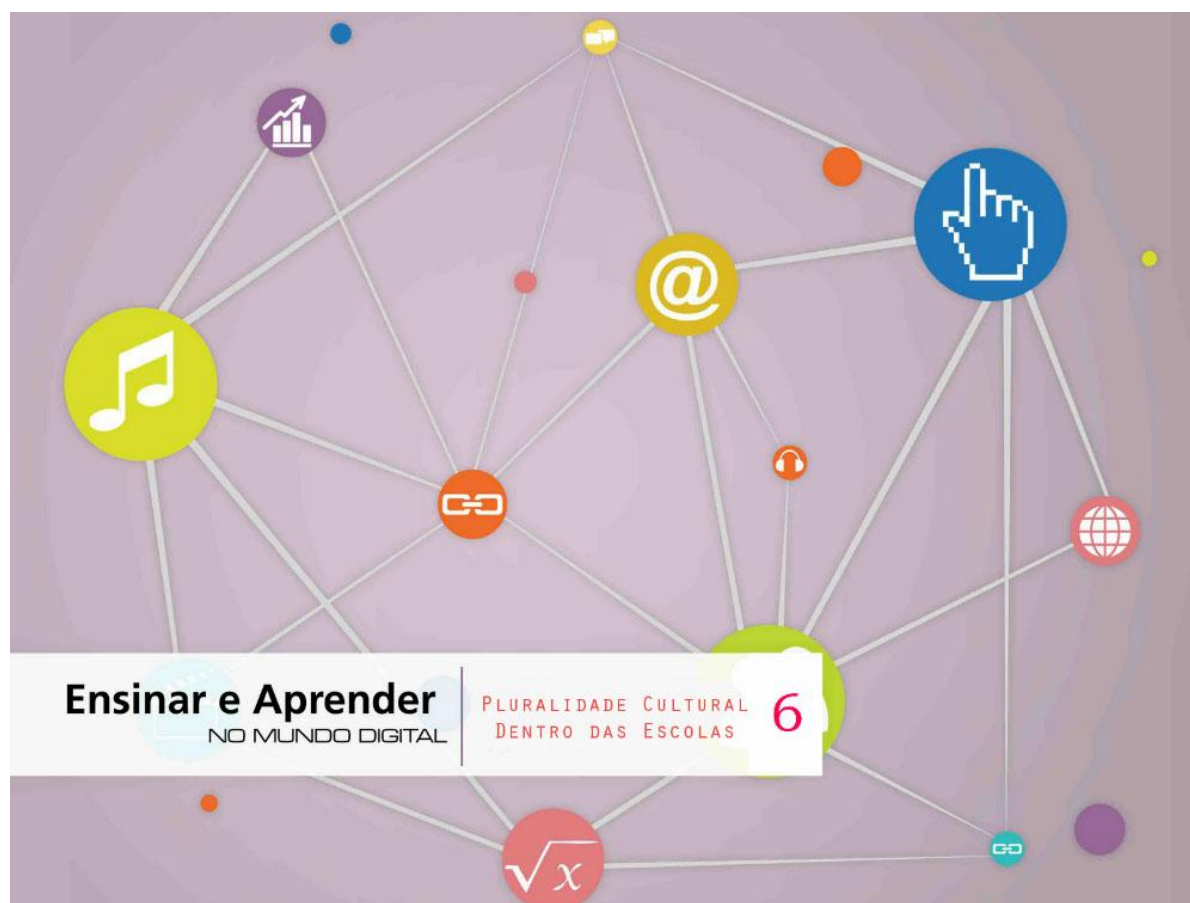 @
Ensinar e Aprender
NO MUNDO DIGITAL
PLURALIDADE CULTURAL
DENTRO DAS ESCOLAS
6
√x